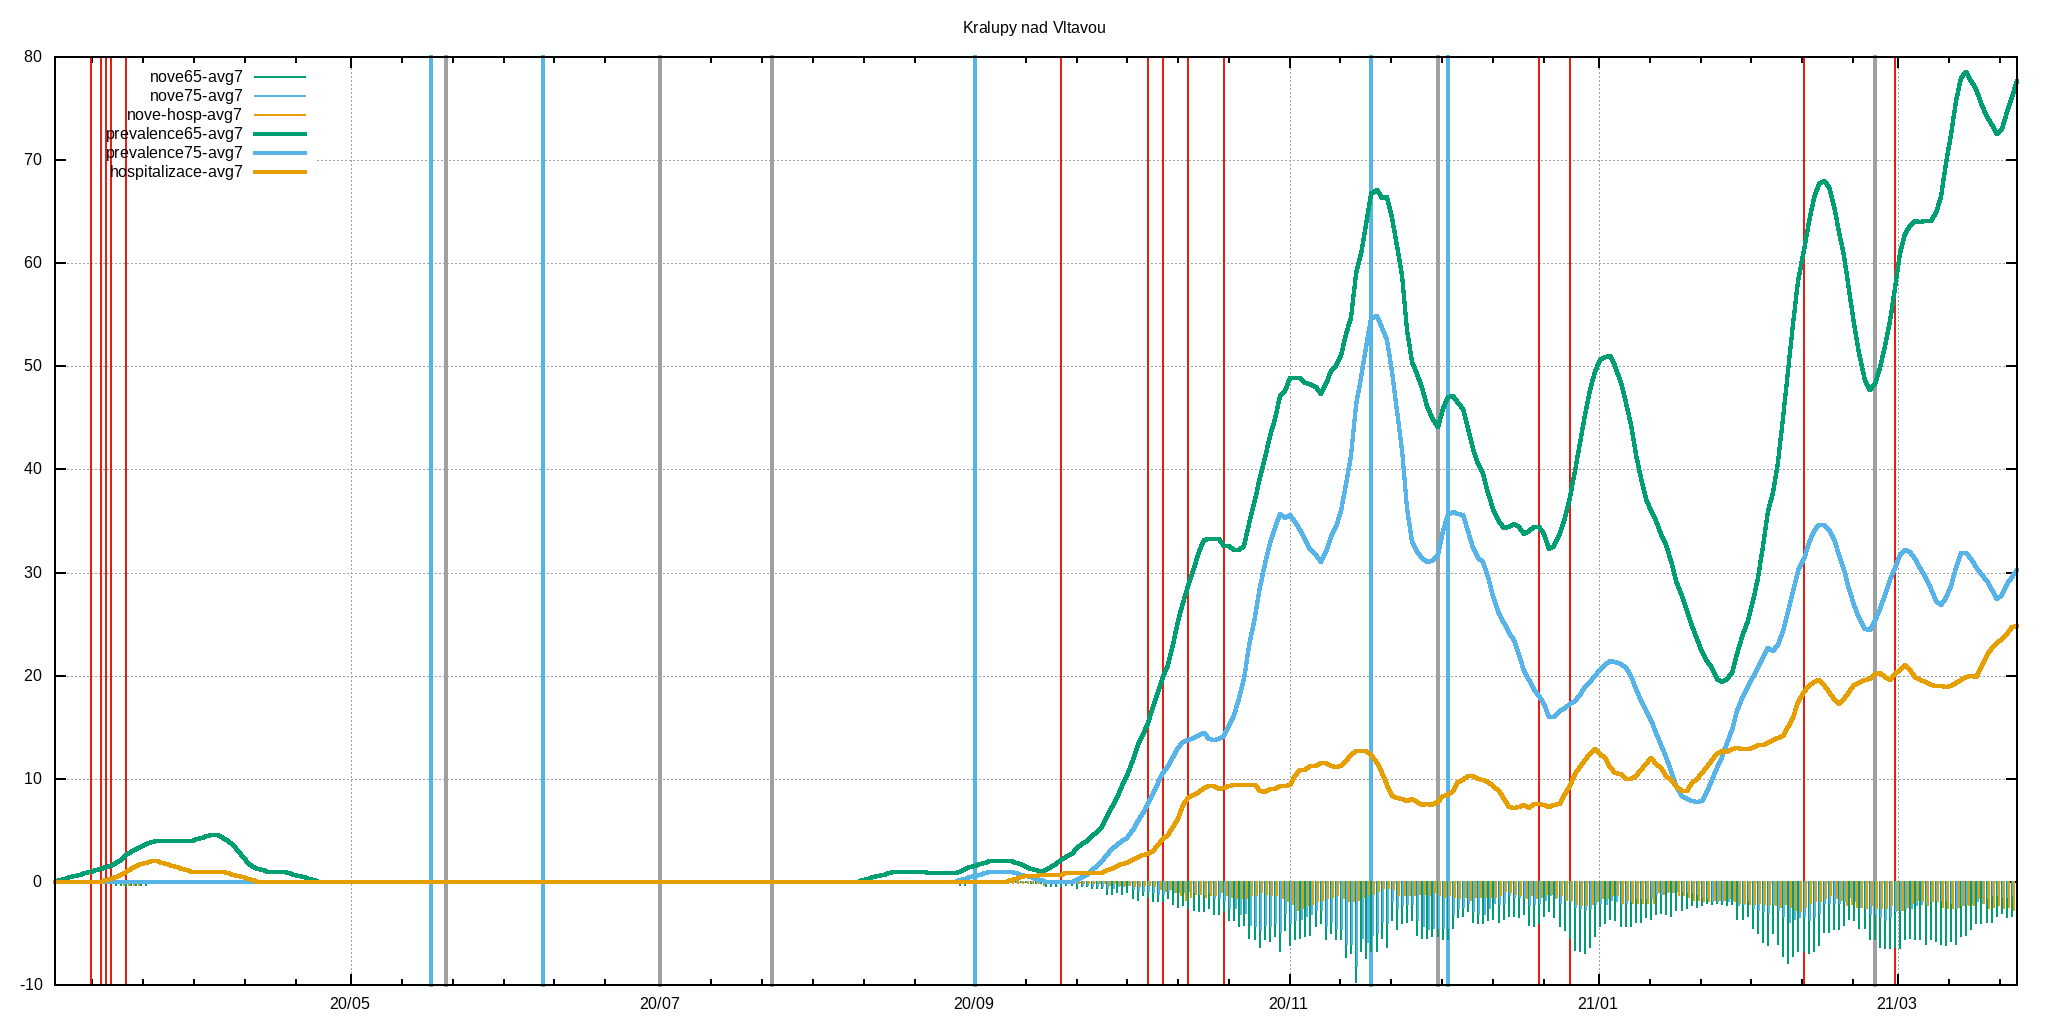 Kralupy nad Vltavou
80
70
60
50
40
30
20
10
0
-10
nove65-avg7
nove75-avg7
nove-hosp-avg7
prevalence65-avg7
prevalence75-avg7
hospitalizace-avg7
20/05
20/07
20/09
20/11
21/01
21/03